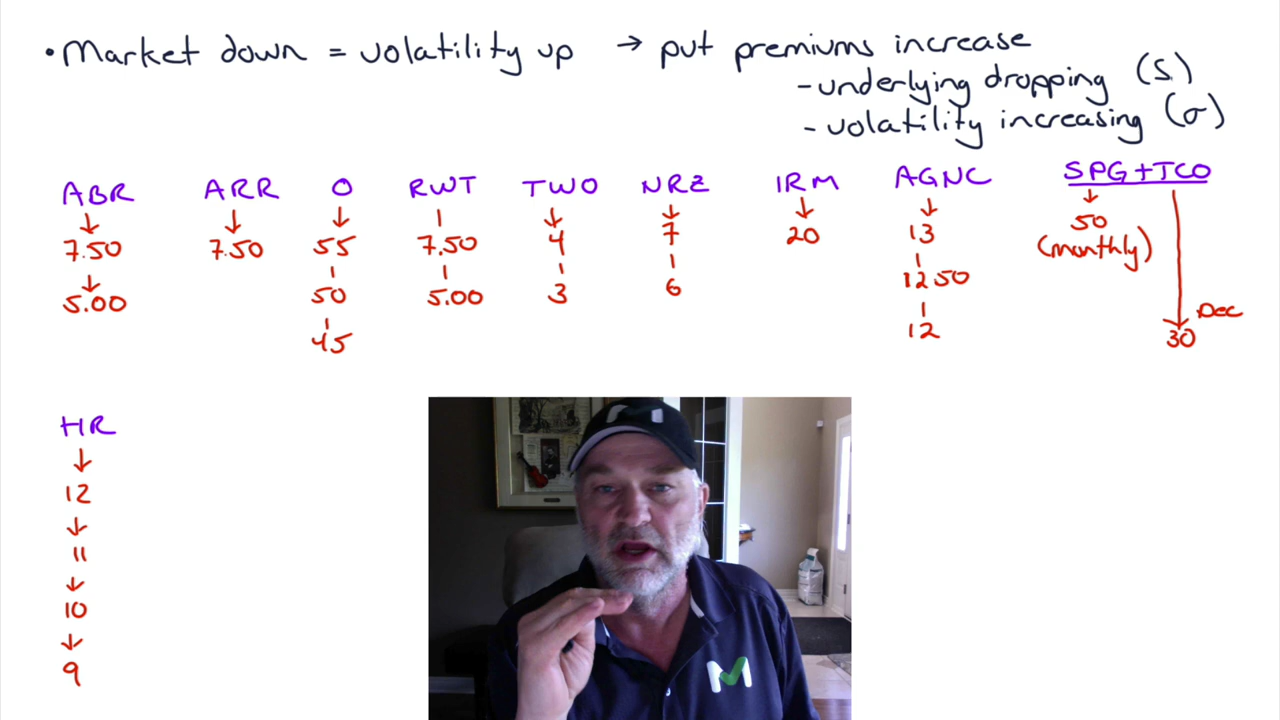 • Market down = volatility up → put premiums increase
- underlying dropping (S)
- volatility increasing (σ)
ABR ARR O RWT TWO NRZ IRM AGNC SPG+TCO
7.50 7.50 55 7.50 4 7 20 13 50
(monthly)
5.00 50 5.00 3 6 12 50
45 12 Dec
30
HR
12
11
10
9
M
M